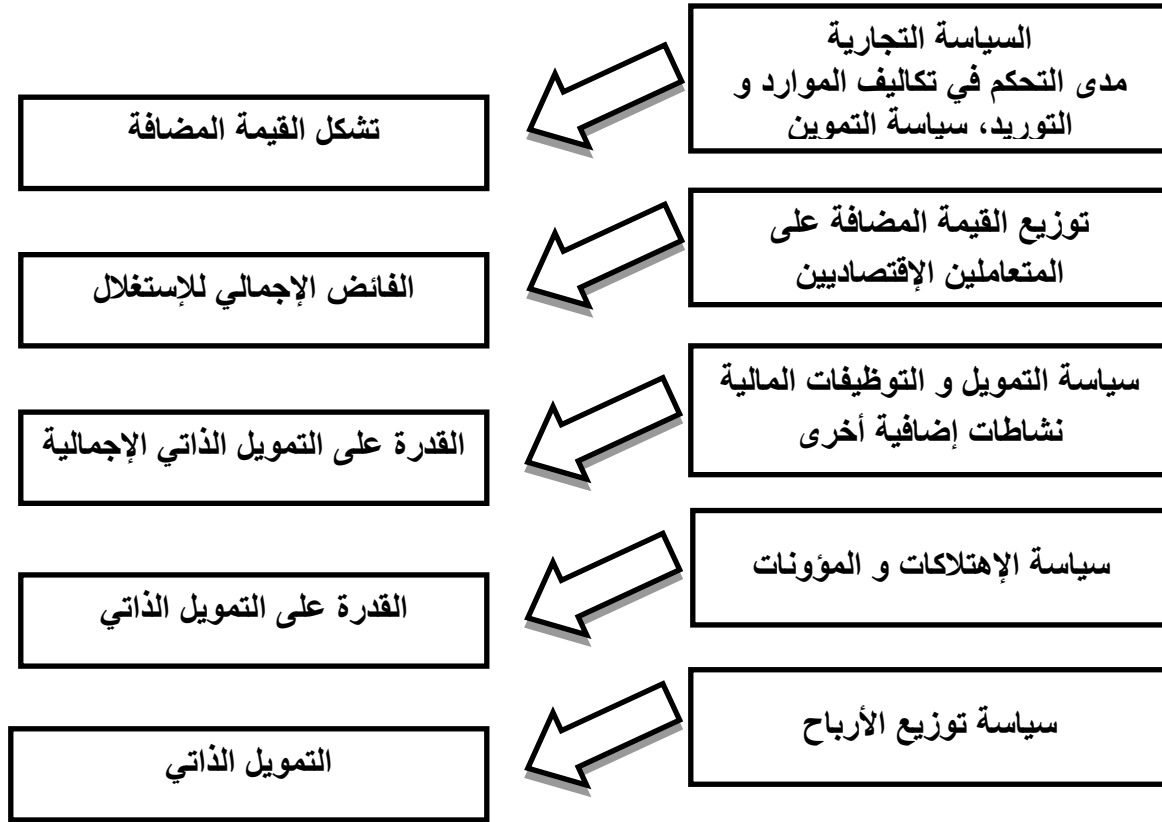 السياسة التجارية
مدى التحكم في تكاليف الموارد و
التوريد، سياسة التموين
تشكل القيمة المضافة
توزيع القيمة المضافة على
المتعاملين الإقتصاديين
الفائض الإجمالي للإستغلال
سياسة التمويل و التوظيفات المالية
نشاطات إضافية أخرى
القدرة على التمويل الذاتي الإجمالية
سياسة الإهتلاكات و المؤونات
القدرة على التمويل الذاتي
سياسة توزيع الأرباح
التمويل الذاتي